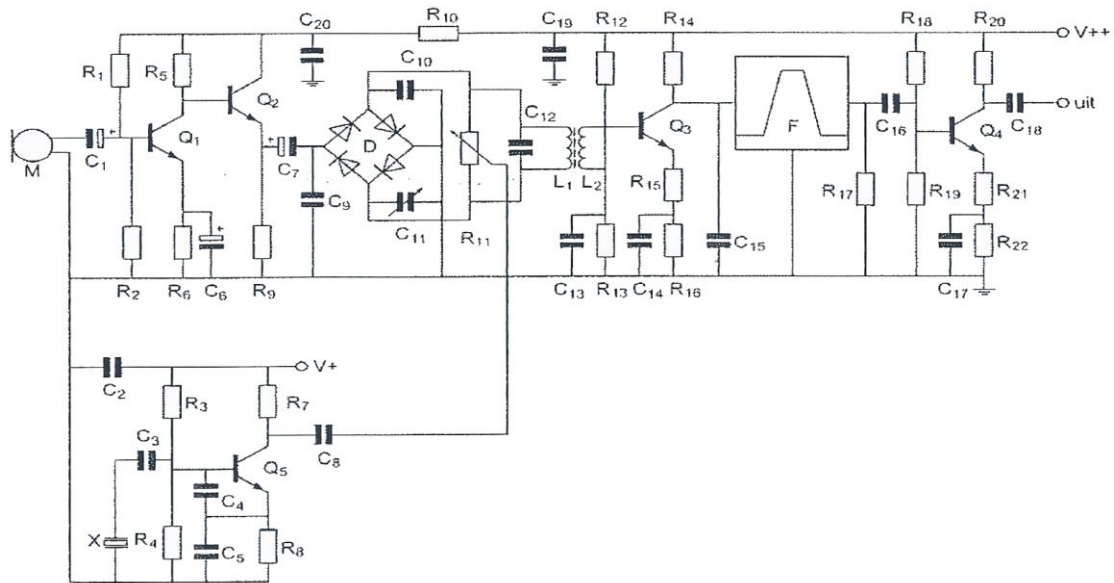 C20 R10 C19 R12 R14 R18 R20
V++
R1 R5 C10
Q2 C12 uit
Q1 D Q3 F C16 Q4 C18
M C1 C7
L1 L2 R15 R17 R19 R21
C9
C11 R11 C15 R22
R2 R6 C6 R9 C13 R13 C14 R16 C17
V+
C2
R3 R7
C3 C8
Q5
C4
X R4 C5 R8